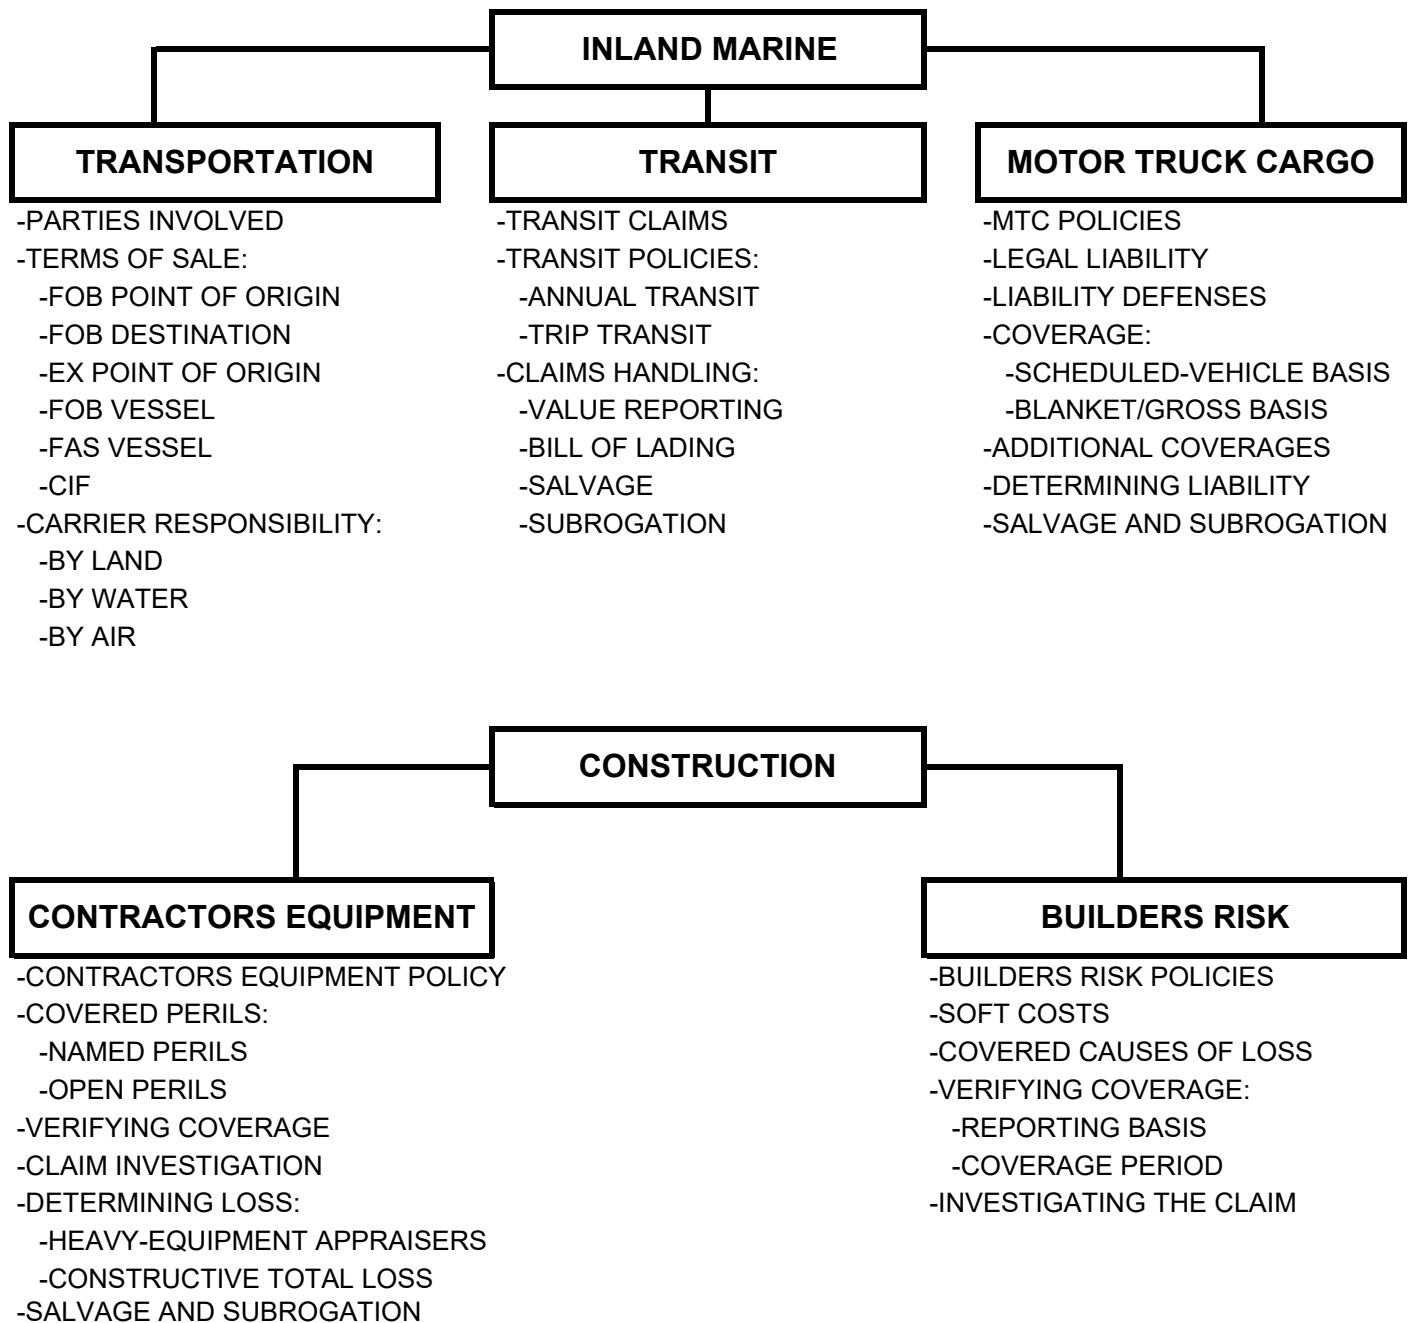 INLAND MARINE
TRANSPORTATION
-PARTIES INVOLVED
-TERMS OF SALE:
-FOB POINT OF ORIGIN
-FOB DESTINATION
-EX POINT OF ORIGIN
-FOB VESSEL
-FAS VESSEL
-CIF
-CARRIER RESPONSIBILITY:
-BY LAND
-BY WATER
-BY AIR
TRANSIT
-TRANSIT CLAIMS
-TRANSIT POLICIES:
-ANNUAL TRANSIT
-TRIP TRANSIT
-CLAIMS HANDLING:
-VALUE REPORTING
-BILL OF LADING
-SALVAGE
-SUBROGATION
MOTOR TRUCK CARGO
-MTC POLICIES
-LEGAL LIABILITY
-LIABILITY DEFENSES
-COVERAGE:
-SCHEDULED-VEHICLE BASIS
-BLANKET/GROSS BASIS
-ADDITIONAL COVERAGES
-DETERMINING LIABILITY
-SALVAGE AND SUBROGATION
CONSTRUCTION
CONTRACTORS EQUIPMENT
-CONTRACTORS EQUIPMENT POLICY
-COVERED PERILS:
-NAMED PERILS
-OPEN PERILS
-VERIFYING COVERAGE
-CLAIM INVESTIGATION
-DETERMINING LOSS:
-HEAVY-EQUIPMENT APPRAISERS
-CONSTRUCTIVE TOTAL LOSS
-SALVAGE AND SUBROGATION
BUILDERS RISK
-BUILDERS RISK POLICIES
-SOFT COSTS
-COVERED CAUSES OF LOSS
-VERIFYING COVERAGE:
-REPORTING BASIS
-COVERAGE PERIOD
-INVESTIGATING THE CLAIM